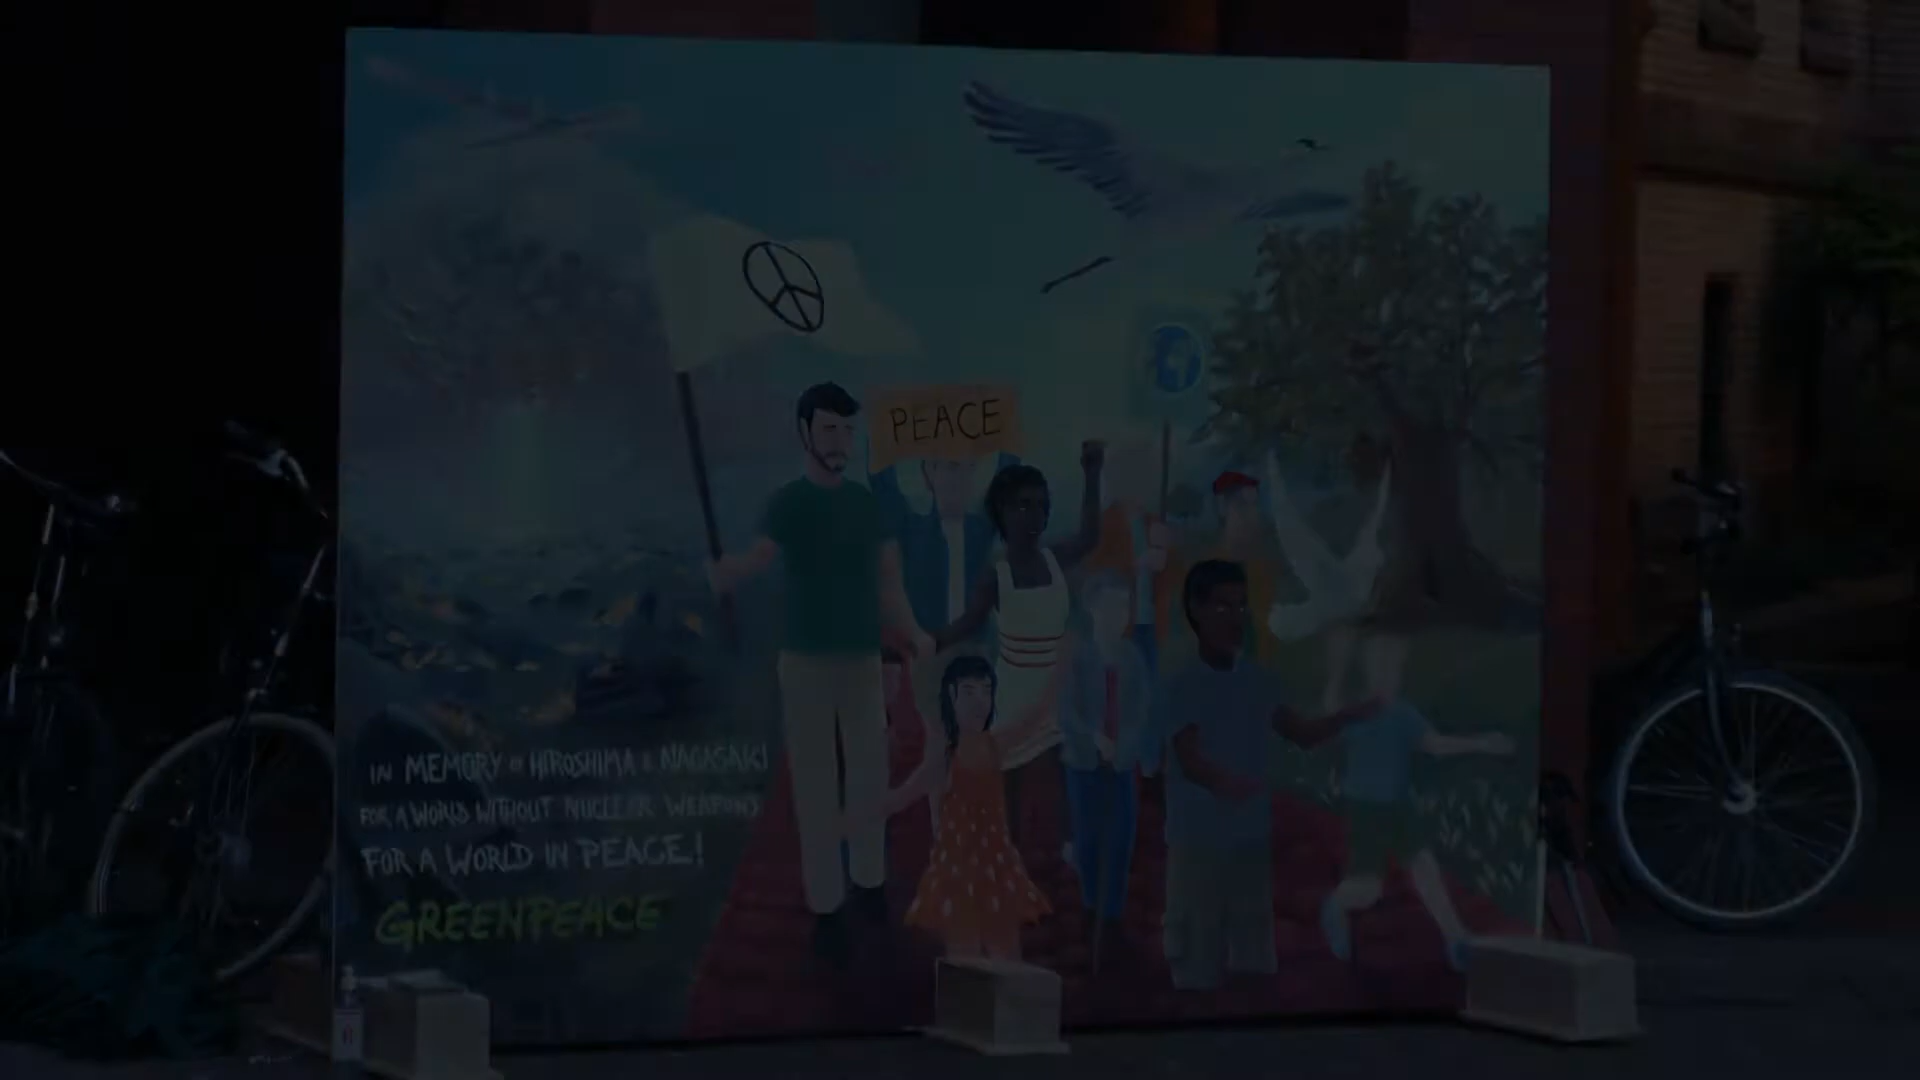 PEACE
IN MEMORY OF HIROSHIMA & NAGASAKI
FOR A WORLD WITHOUT NUCLEAR WEAPONS
FOR A WORLD IN PEACE!
GREENPEACE